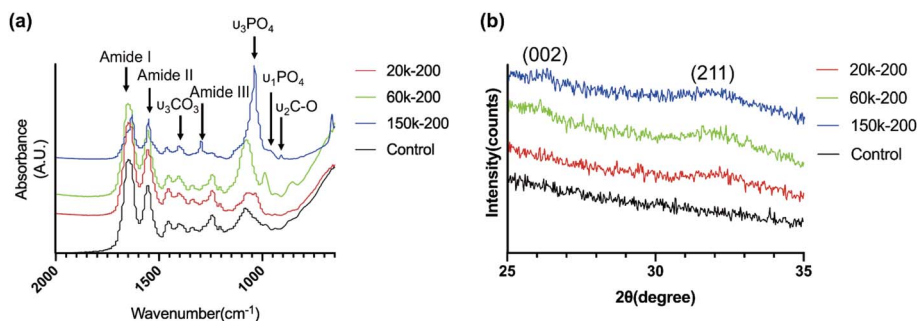 (a)
υ₃PO₄
Amide I
Amide II
υ₃CO₃
Amide III
υ₁PO₄
υ₂C-O
20k-200
60k-200
150k-200
Control
Absorbance
(A.U.)
2000
1500
1000
Wavenumber(cm⁻¹)
(b)
(002)
(211)
20k-200
60k-200
150k-200
Control
Intensity(counts)
25
30
35
2θ(degree)